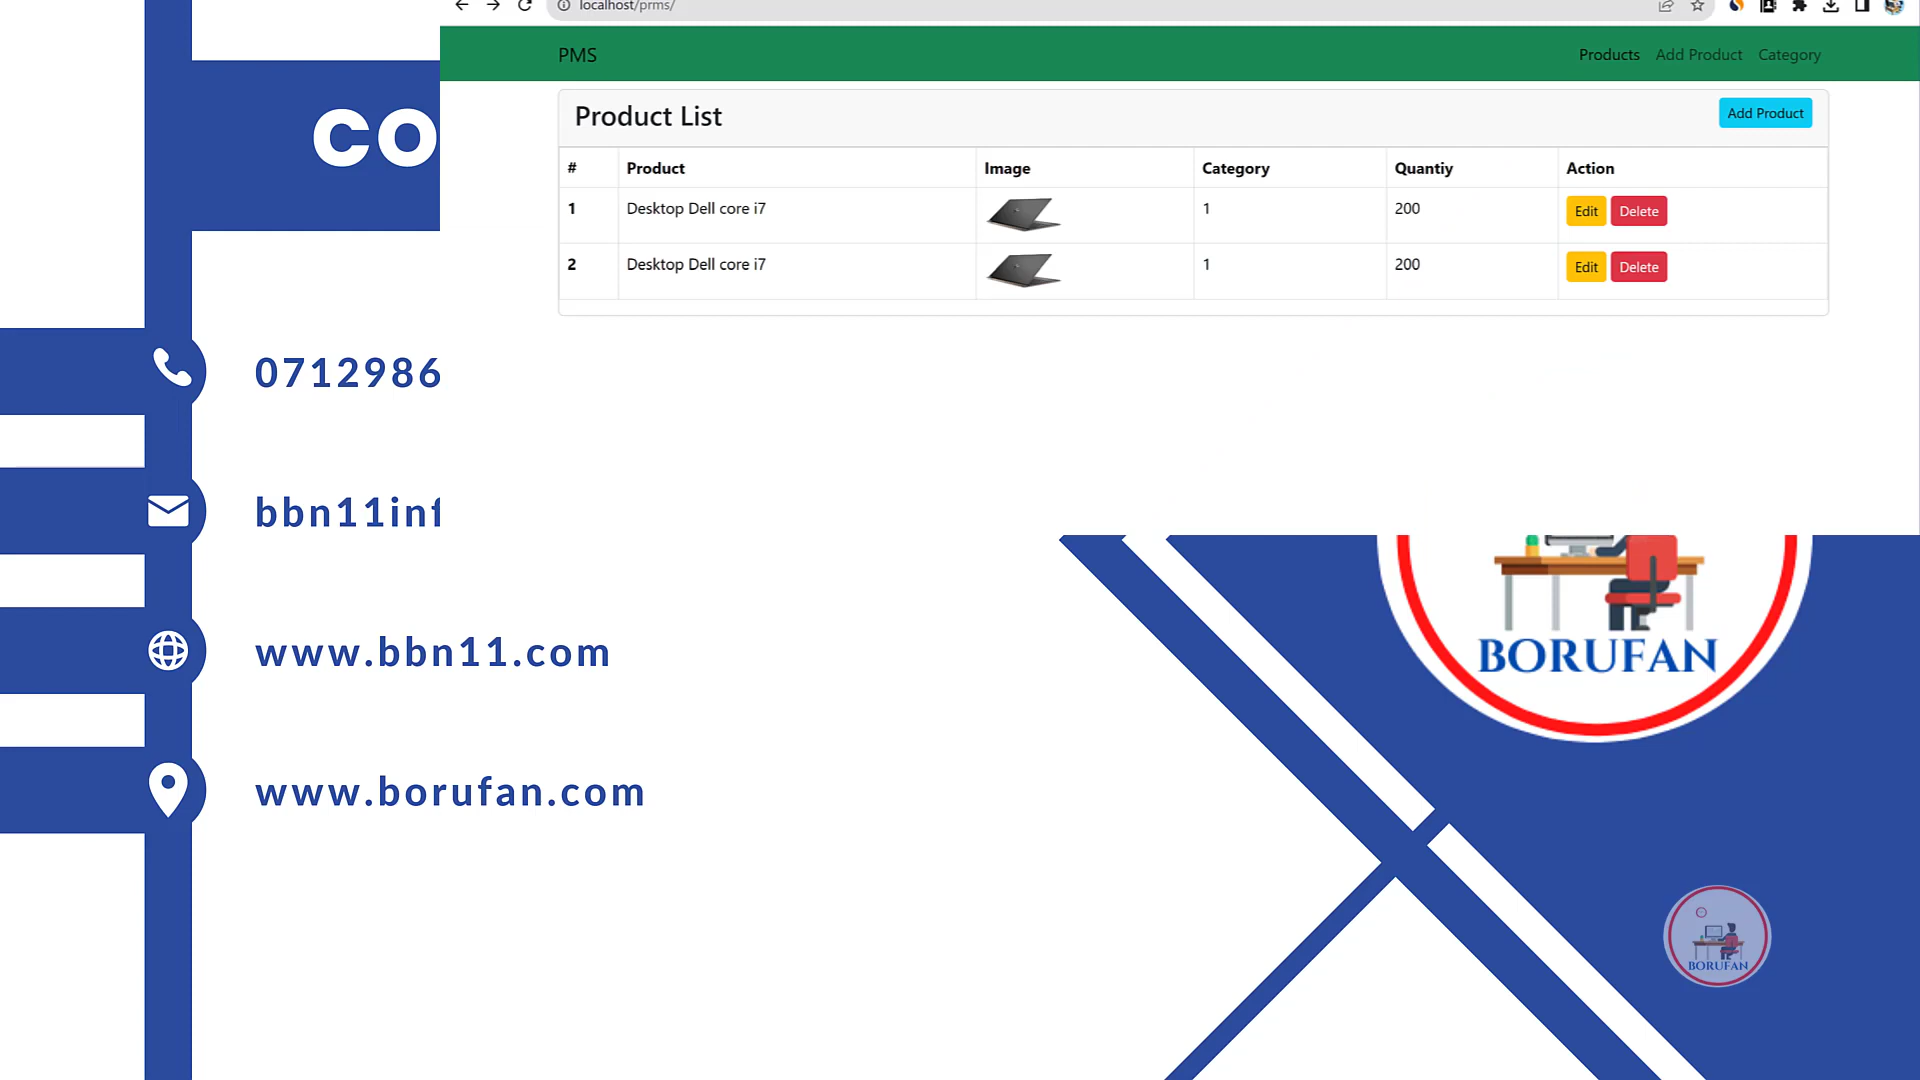 localhost/prms/
PMS
Products Add Product Category
Product List
Add Product
# Product Image Category Quantiy Action
1 Desktop Dell core i7 1 200 Edit Delete
2 Desktop Dell core i7 1 200 Edit Delete
CO
0712986
bbn11inf
www.bbn11.com
www.borufan.com
BORUFAN
BORUFAN